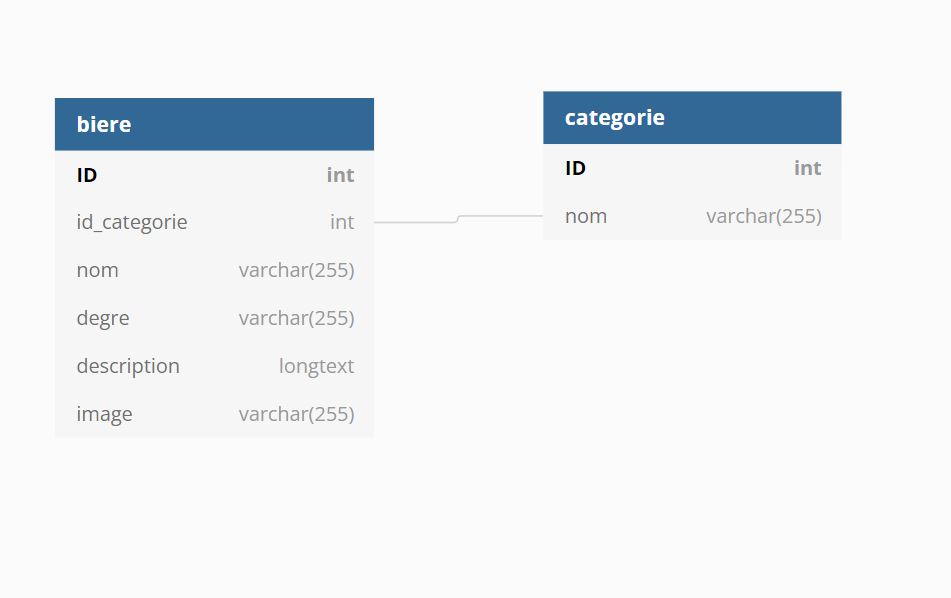 biere
ID int
id_categorie int
nom varchar(255)
degre varchar(255)
description longtext
image varchar(255)
categorie
ID int
nom varchar(255)